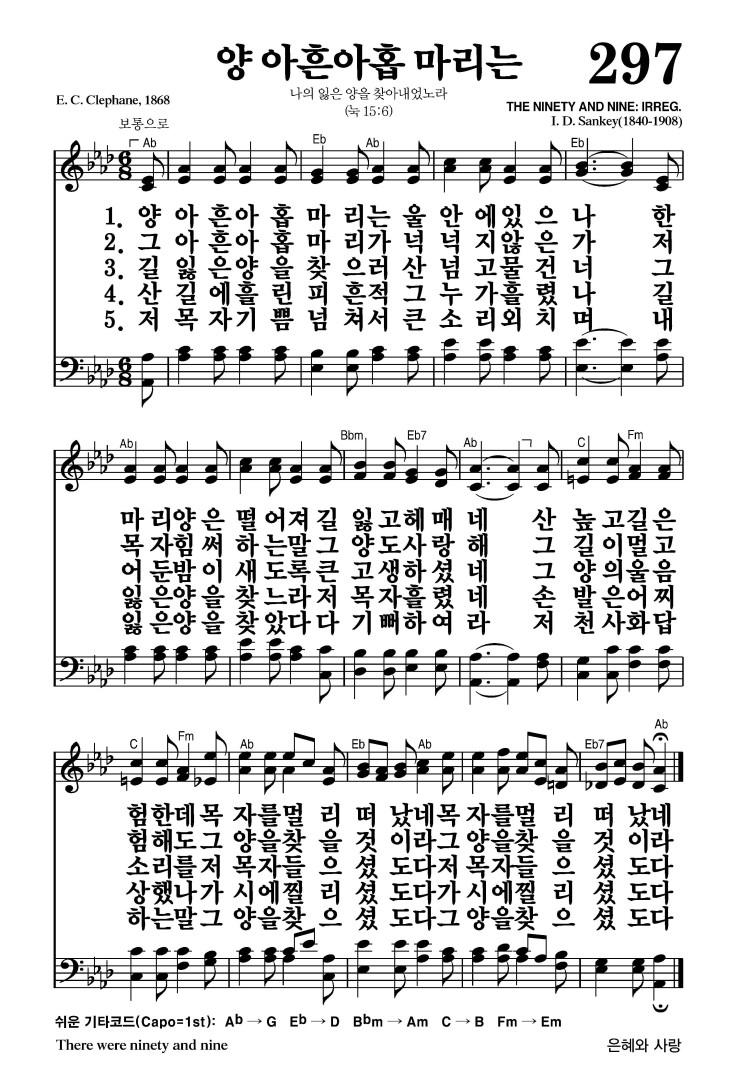 양 아흔아홉 마리는
297
E. C. Clephane, 1868
나의 잃은 양을 찾아내었노라
(눅 15:6)
THE NINETY AND NINE: IRREG.
I. D. Sankey(1840-1908)
보통으로
Ab Eb Ab Eb
6 8
1. 양 아흔아홉 마리는 울 안에있으나 한
2. 그 아흔아홉 마리가 넉넉지않은가 저
3. 길 잃은양을 찾으러 산 넘고물건너 그
4. 산 길에흘린 피 흔적 그 누가흘렸나 길
5. 저 목자기쁨 넘쳐서 큰 소리외치며 내
6 8
Ab Bbm Eb7 Ab C Fm
마리양은 떨어져 길 잃고헤매네 산 높고길은
목자힘써 하는말 그 양도사랑해 그 길이멀고
어둔밤이 새도록 큰 고생하셨네 그 양의울음
잃은양을 찾느라 저 목자흘렸네 손 발은어찌
잃은양을 찾았다 다 기뻐하여라 저 천사화답
C Fm Ab Eb Ab Eb7 Ab
험한데 목자를멀리 떠났네 목자를멀리 떠났네
험해도 그 양을찾을 것이라 그 양을찾을 것이라
소리를 저 목자들으셨도다 저 목자들으셨도다
상했나 가시에찔리셨도다 가시에찔리셨도다
하는말 그 양을찾으셨도다 그 양을찾으셨도다
쉬운 기타코드(Capo=1st): Ab → G Eb → D Bbm → Am C → B Fm → Em
There were ninety and nine
은혜와 사랑